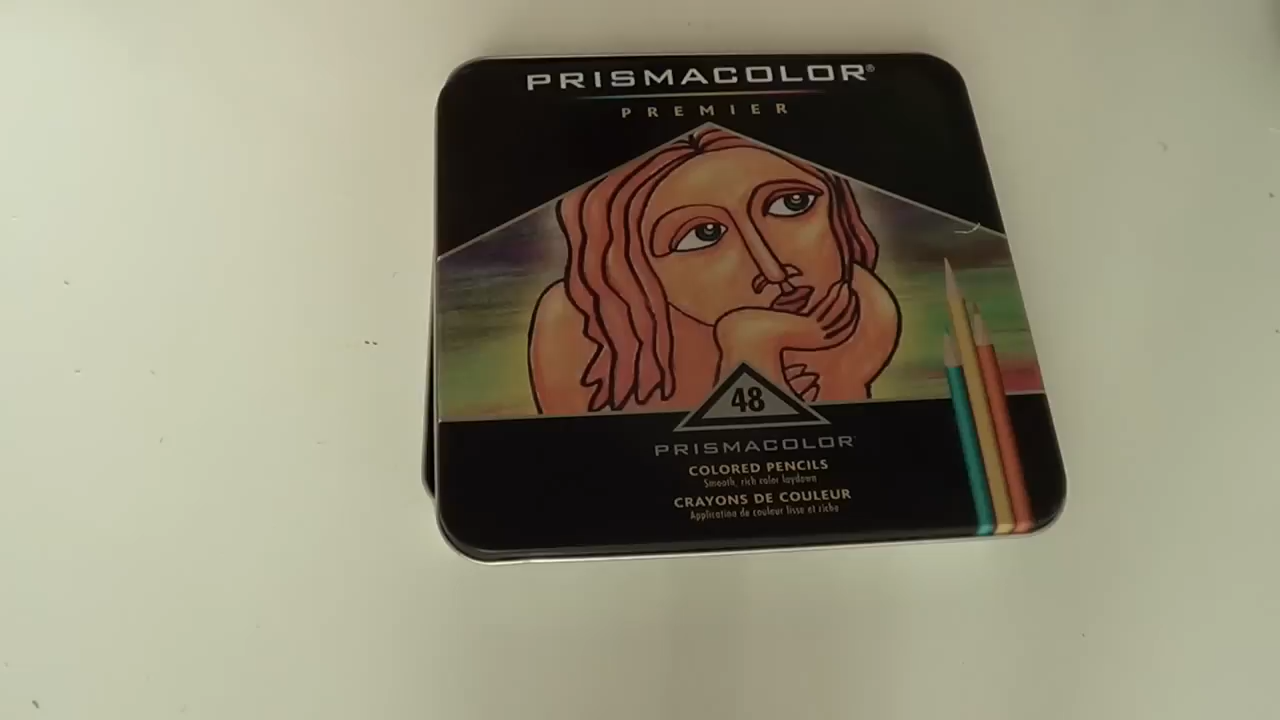 PRISMACOLOR®
PREMIER
48
PRISMACOLOR
COLORED PENCILS
Smooth, rich color laydown
CRAYONS DE COULEUR
Application de couleur lisse et riche